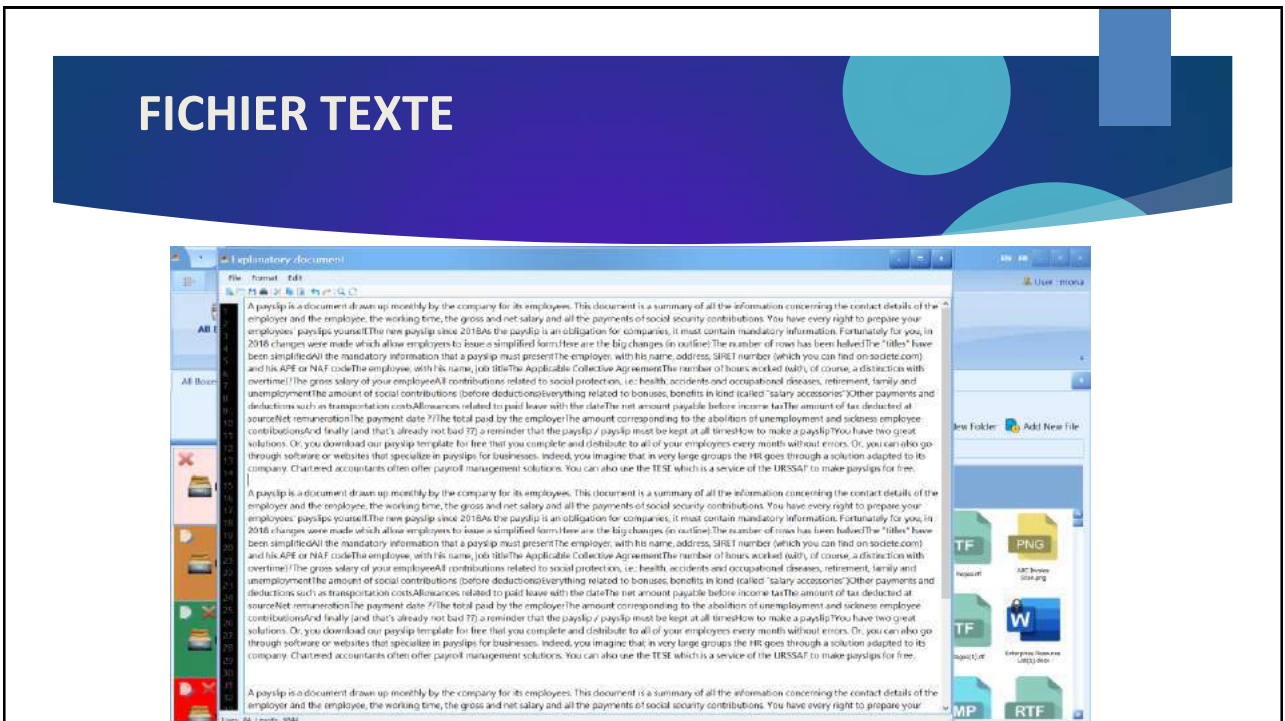 FICHIER TEXTE
Explanatory document
EN FR
File Format Edit
User : mona
A payslip is a document drawn up monthly by the company for its employees. This document is a summary of all the information concerning the contact details of the
employer and the employee, the working time, the gross and net salary and all the payments of social security contributions. You have every right to prepare your
employees' payslips yourself.The new payslip since 2018As the payslip is an obligation for companies, it must contain mandatory information. Fortunately for you, in
2018 changes were made which allow employers to issue a simplified form.Here are the big changes (in outline):The number of rows has been halvedThe "titles" have
been simplifiedAll the mandatory information that a payslip must presentThe employer, with his name, address, SIRET number (which you can find on societe.com)
and his APE or NAF codeThe employee, with his name, job titleThe Applicable Collective AgreementThe number of hours worked (with, of course, a distinction with
overtime)!The gross salary of your employeeAll contributions related to social protection, i.e.: health, accidents and occupational diseases, retirement, family and
unemploymentThe amount of social contributions (before deductions)Everything related to bonuses, benefits in kind (called "salary accessories")Other payments and
deductions such as transportation costsAllowances related to paid leave with the dateThe net amount payable before income taxThe amount of tax deducted at
sourceNet remunerationThe payment date ??The total paid by the employerThe amount corresponding to the abolition of unemployment and sickness employee
contributionsAnd finally (and that's already not bad ??) a reminder that the payslip / payslip must be kept at all timesHow to make a payslip?You have two great
solutions. Or, you download our payslip template for free that you complete and distribute to all of your employees every month without errors. Or, you can also go
through software or websites that specialize in payslips for businesses. Indeed, you imagine that in very large groups the HR goes through a solution adapted to its
company. Chartered accountants often offer payroll management solutions. You can also use the TESE which is a service of the URSSAF to make payslips for free.
A payslip is a document drawn up monthly by the company for its employees. This document is a summary of all the information concerning the contact details of the
employer and the employee, the working time, the gross and net salary and all the payments of social security contributions. You have every right to prepare your
employees' payslips yourself.The new payslip since 2018As the payslip is an obligation for companies, it must contain mandatory information. Fortunately for you, in
2018 changes were made which allow employers to issue a simplified form.Here are the big changes (in outline):The number of rows has been halvedThe "titles" have
been simplifiedAll the mandatory information that a payslip must presentThe employer, with his name, address, SIRET number (which you can find on societe.com)
and his APE or NAF codeThe employee, with his name, job titleThe Applicable Collective AgreementThe number of hours worked (with, of course, a distinction with
overtime)!The gross salary of your employeeAll contributions related to social protection, i.e.: health, accidents and occupational diseases, retirement, family and
unemploymentThe amount of social contributions (before deductions)Everything related to bonuses, benefits in kind (called "salary accessories")Other payments and
deductions such as transportation costsAllowances related to paid leave with the dateThe net amount payable before income taxThe amount of tax deducted at
sourceNet remunerationThe payment date ??The total paid by the employerThe amount corresponding to the abolition of unemployment and sickness employee
contributionsAnd finally (and that's already not bad ??) a reminder that the payslip / payslip must be kept at all timesHow to make a payslip?You have two great
solutions. Or, you download our payslip template for free that you complete and distribute to all of your employees every month without errors. Or, you can also go
through software or websites that specialize in payslips for businesses. Indeed, you imagine that in very large groups the HR goes through a solution adapted to its
company. Chartered accountants often offer payroll management solutions. You can also use the TESE which is a service of the URSSAF to make payslips for free.
A payslip is a document drawn up monthly by the company for its employees. This document is a summary of all the information concerning the contact details of the
employer and the employee, the working time, the gross and net salary and all the payments of social security contributions. You have every right to prepare your
All Boxes
Folder Add New File
TF PNG
ABC Invoice
Scan.png
TF W
Enterprise Resource
List(1).docx
MP RTF